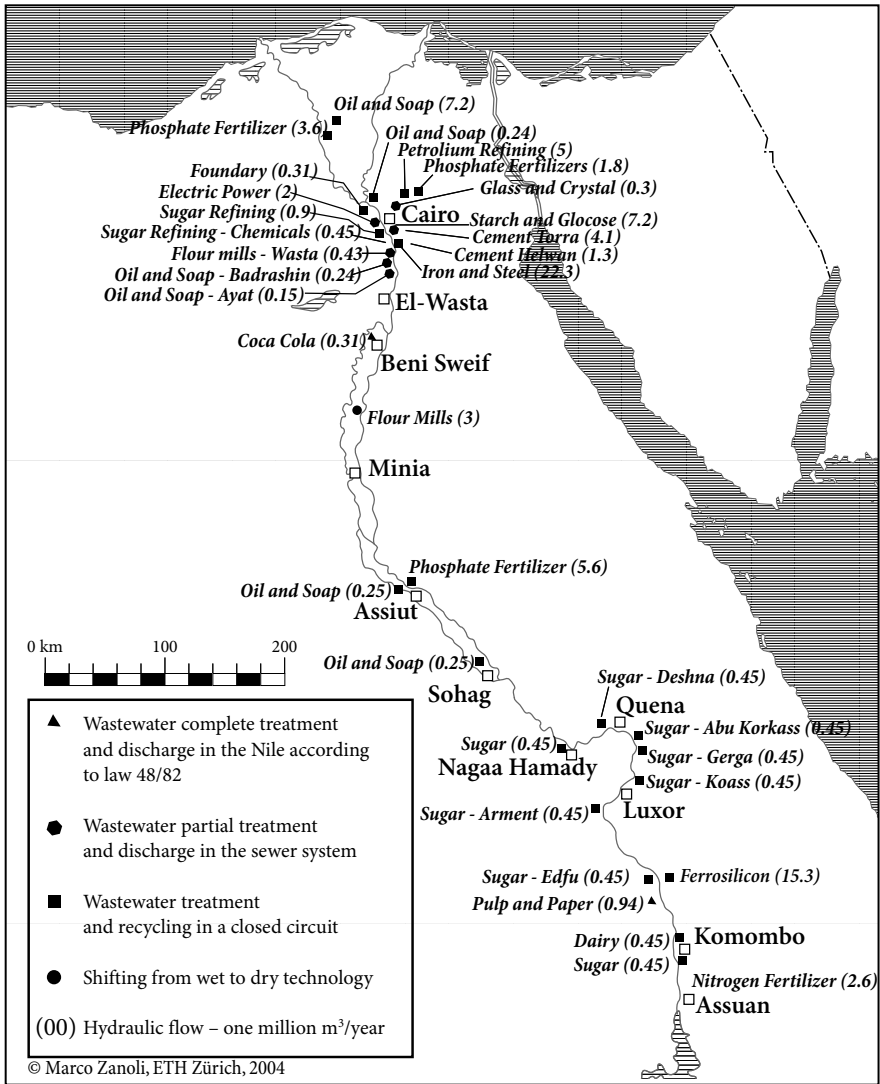 Oil and Soap (7.2)
Phosphate Fertilizer (3.6)
Oil and Soap (0.24)
Petrolium Refining (5)
Phosphate Fertilizers (1.8)
Foundary (0.31)
Glass and Crystal (0.3)
Electric Power (2)
Sugar Refining (0.9)
Cairo
Starch and Glocose (7.2)
Sugar Refining - Chemicals (0.45)
Cement Torra (4.1)
Flour mills - Wasta (0.43)
Cement Helwan (1.3)
Oil and Soap - Badrashin (0.24)
Iron and Steel (22.3)
Oil and Soap - Ayat (0.15)
El-Wasta
Coca Cola (0.31)
Beni Sweif
Flour Mills (3)
Minia
Phosphate Fertilizer (5.6)
Oil and Soap (0.25)
Assiut
0 km 100 200
Oil and Soap (0.25)
Sohag
Sugar - Deshna (0.45)
Quena
Sugar - Abu Korkass (0.45)
Sugar (0.45)
Nagaa Hamady
Sugar - Gerga (0.45)
Sugar - Koass (0.45)
Luxor
Sugar - Arment (0.45)
Sugar - Edfu (0.45)
Ferrosilicon (15.3)
Pulp and Paper (0.94)
Dairy (0.45)
Komombo
Sugar (0.45)
Nitrogen Fertilizer (2.6)
Assuan
Wastewater complete treatment
and discharge in the Nile according
to law 48/82
Wastewater partial treatment
and discharge in the sewer system
Wastewater treatment
and recycling in a closed circuit
Shifting from wet to dry technology
(00) Hydraulic flow – one million m³/year
© Marco Zanoli, ETH Zürich, 2004